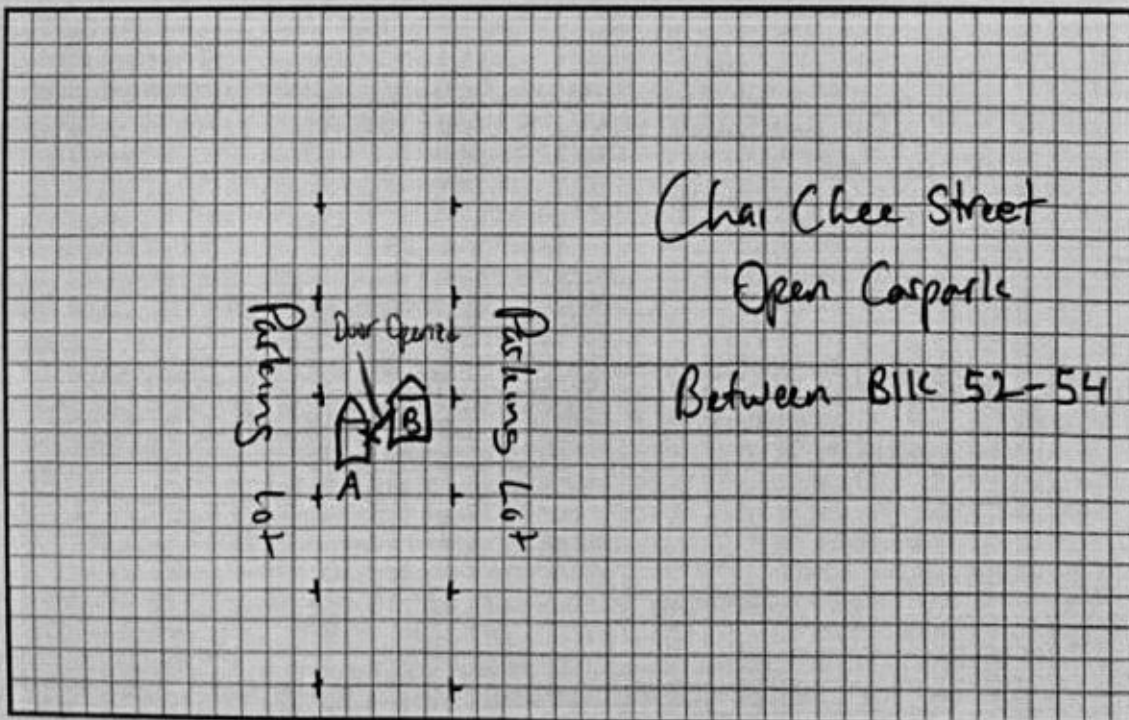 Chai Chee Street
Open Carpark
Between Blk 52-54
Parking Lot
Door Opened
Parking Lot
A
B